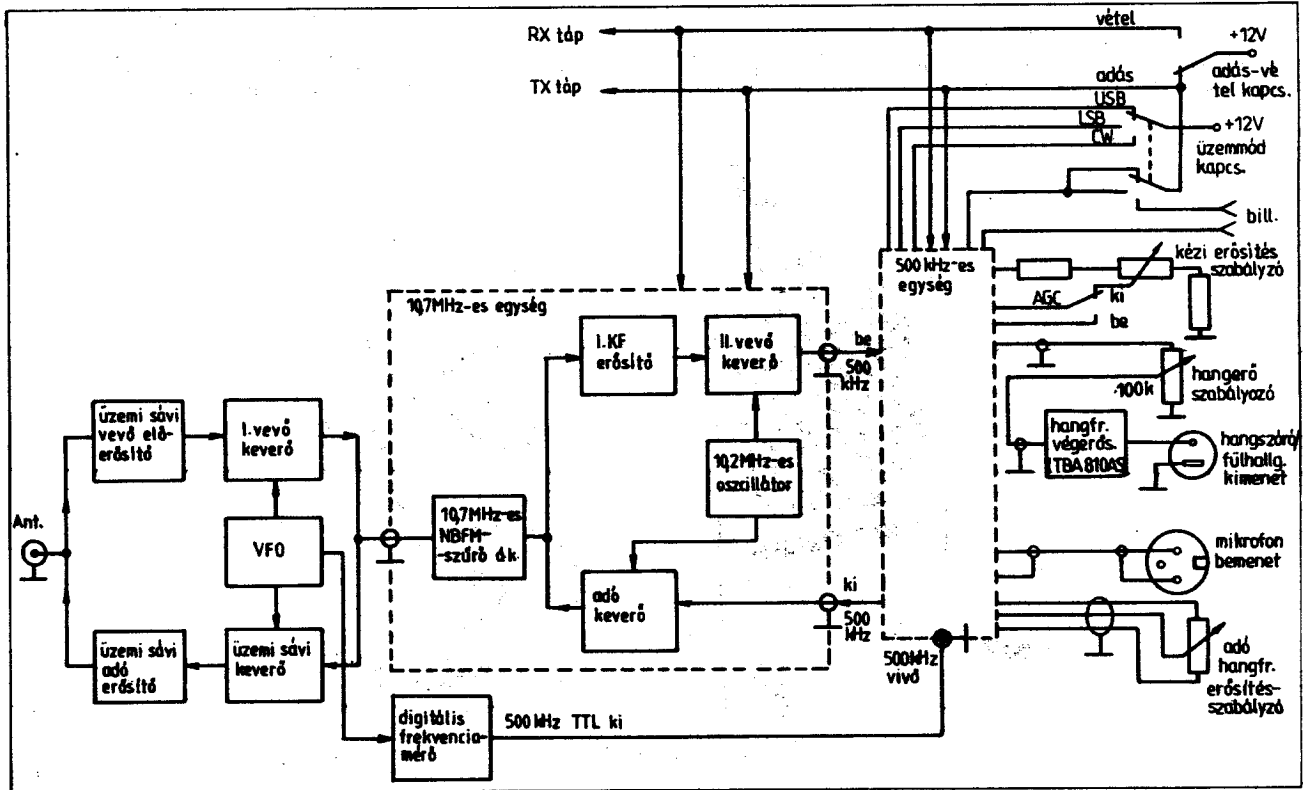 RX táp
vétel
+12V
adás-vé
tel kapcs.
TX táp
adás
USB
LSB
CW
+12V
üzemmód
kapcs.
bill.
500 kHz-es
egység
kézi erősítés
szabályzó
AGC
ki
be
10,7MHz-es egység
I.KF
erősítő
II.vevő
keverő
be
500
kHz
100k
hangerő
szabályozó
üzemi sávi
vevő elő-
erősítő
I.vevő
keverő
hangfr.
végerős.
TBA810AS
hangszóró/
fülhallg.
kimenet
10,2MHz-es
oszcillátor
Ant.
VFO
10,7MHz-es
NBFM-
-szűrő ák.
mikrofon
bemenet
adó
keverő
ki
500
kHz
üzemi sávi
adó
erősítő
üzemi sávi
keverő
500kHz
vivő
adó
hangfr.
erősítés-
szabályzó
digitális
frekvencia-
mérő
500 kHz TTL ki